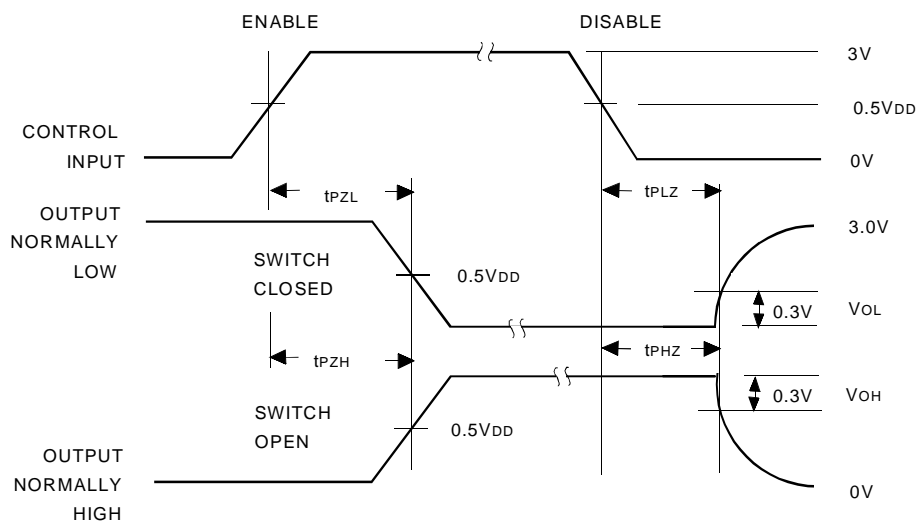 ENABLE
DISABLE
3V
0.5VDD
CONTROL
INPUT
0V
tPZL
tPLZ
OUTPUT
NORMALLY
LOW
3.0V
SWITCH
CLOSED
0.5VDD
0.3V
VOL
tPZH
tPHZ
0.3V
VOH
SWITCH
OPEN
0.5VDD
OUTPUT
NORMALLY
HIGH
0V